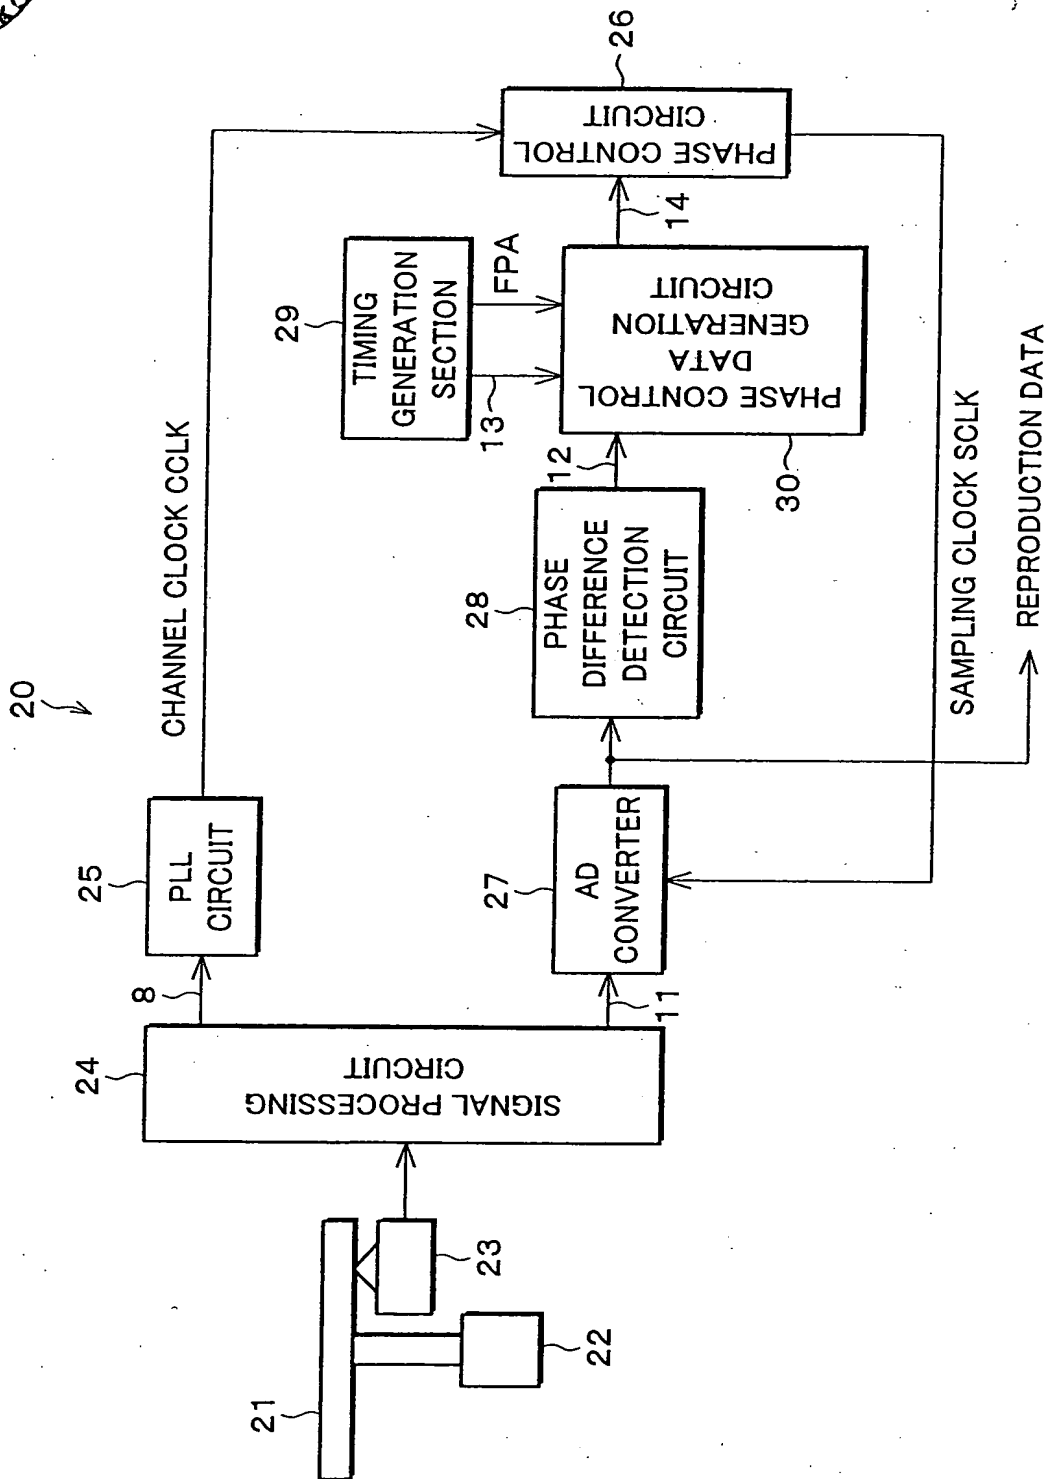 20
21
22
23
24
SIGNAL PROCESSING
CIRCUIT
8
11
25
PLL
CIRCUIT
CHANNEL CLOCK CCLK
27
AD
CONVERTER
28
PHASE
DIFFERENCE
DETECTION
CIRCUIT
12
29
TIMING
GENERATION
SECTION
13
FPA
PHASE CONTROL
DATA
GENERATION
CIRCUIT
30
14
PHASE CONTROL
CIRCUIT
26
SAMPLING CLOCK SCLK
REPRODUCTION DATA